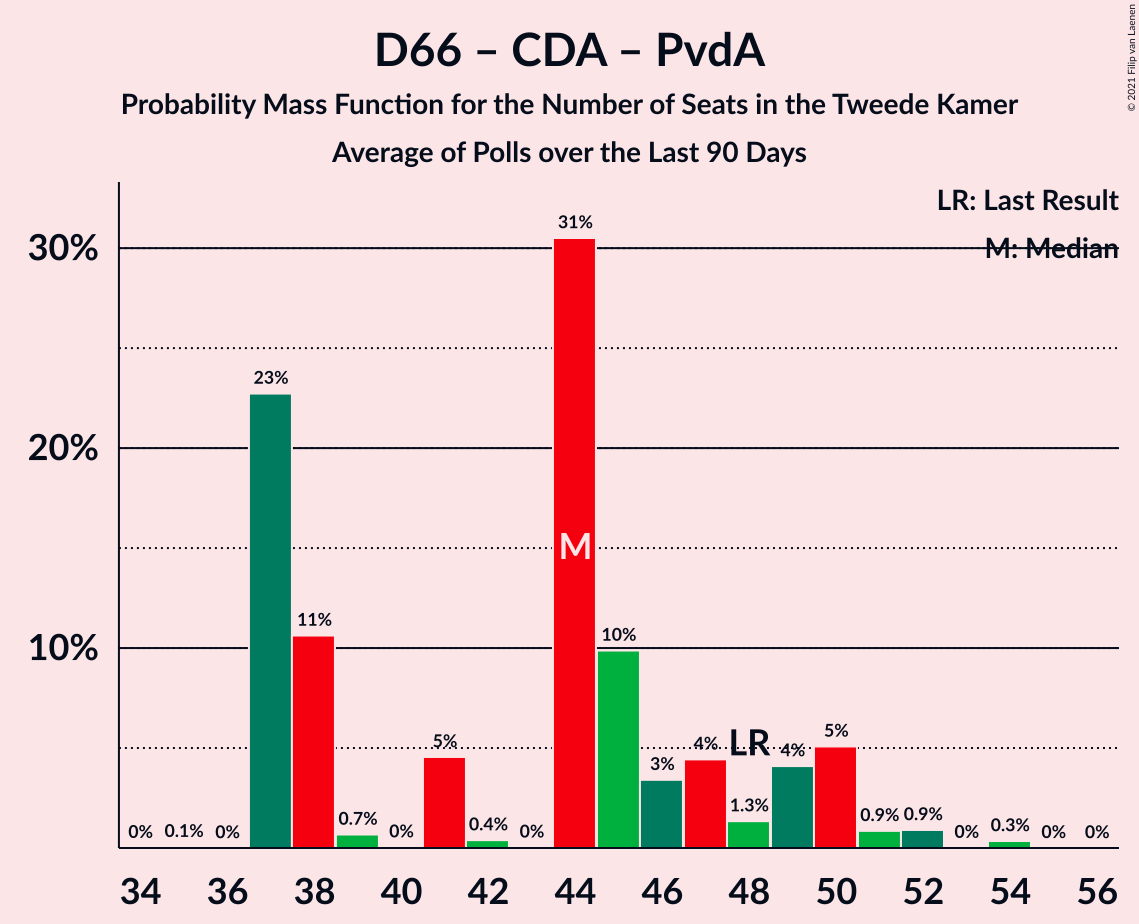 D66 – CDA – PvdA
Probability Mass Function for the Number of Seats in the Tweede Kamer
Average of Polls over the Last 90 Days
© 2021 Filip van Laenen
LR: Last Result
M: Median
30%
20%
10%
0%
0.1%
0%
23%
11%
0.7%
0%
5%
0.4%
0%
31%
M
10%
3%
4%
LR
1.3%
4%
5%
0.9%
0.9%
0%
0.3%
0%
0%
34 36 38 40 42 44 46 48 50 52 54 56